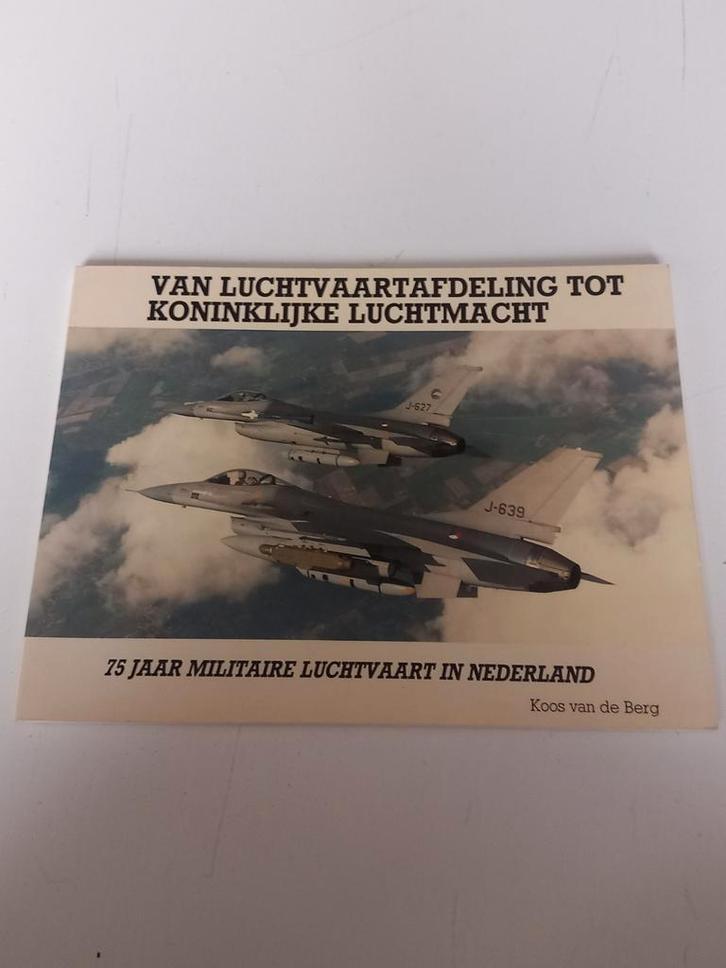 VAN LUCHTVAARTAFDELING TOT
KONINKLIJKE LUCHTMACHT
J-627
J-639
75 JAAR MILITAIRE LUCHTVAART IN NEDERLAND
Koos van de Berg